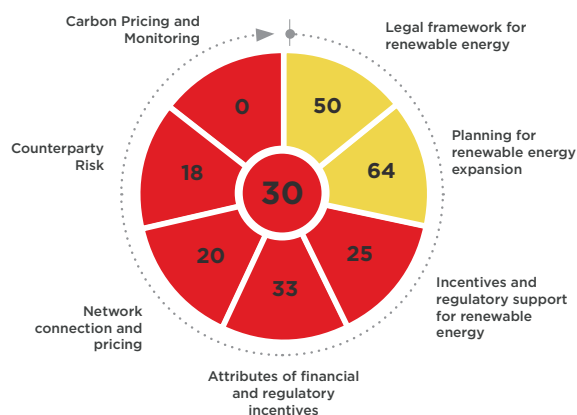 Legal framework for
renewable energy
50
Planning for
renewable energy
expansion
64
Incentives and
regulatory support
for renewable
energy
25
Attributes of financial
and regulatory
incentives
33
Network
connection and
pricing
20
Counterparty
Risk
18
Carbon Pricing and
Monitoring
0
30